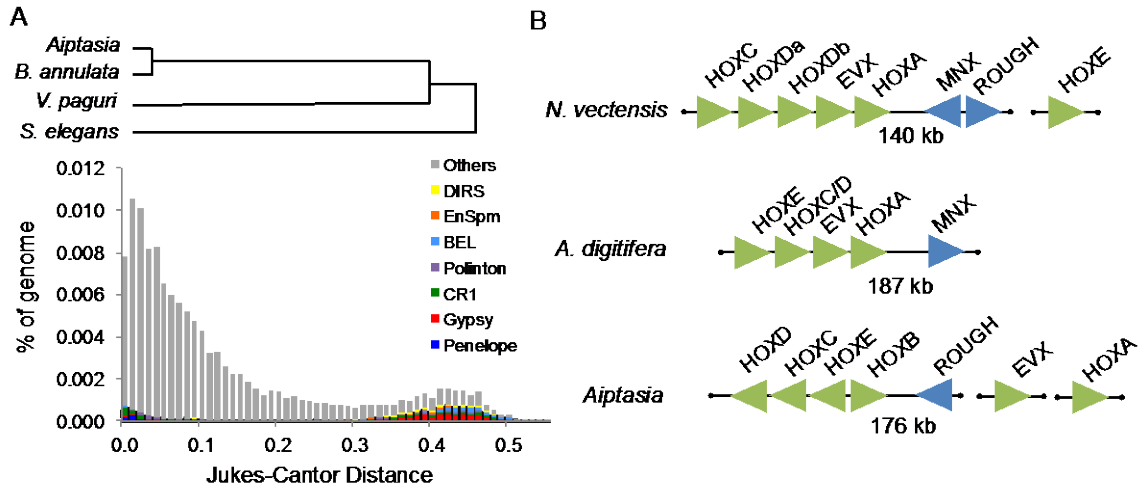 A
Aiptasia
B. annulata
V. paguri
S. elegans
% of genome
0.012
0.010
0.008
0.006
0.004
0.002
0.000
Others
DIRS
EnSpm
BEL
Polinton
CR1
Gypsy
Penelope
0.0 0.1 0.2 0.3 0.4 0.5
Jukes-Cantor Distance
B
HOXC HOXDa HOXDb EVX HOXA MNX ROUGH HOXE
N. vectensis
140 kb
HOXE HOXC/D EVX HOXA MNX
A. digitifera
187 kb
HOXD HOXC HOXE HOXB ROUGH EVX HOXA
Aiptasia
176 kb